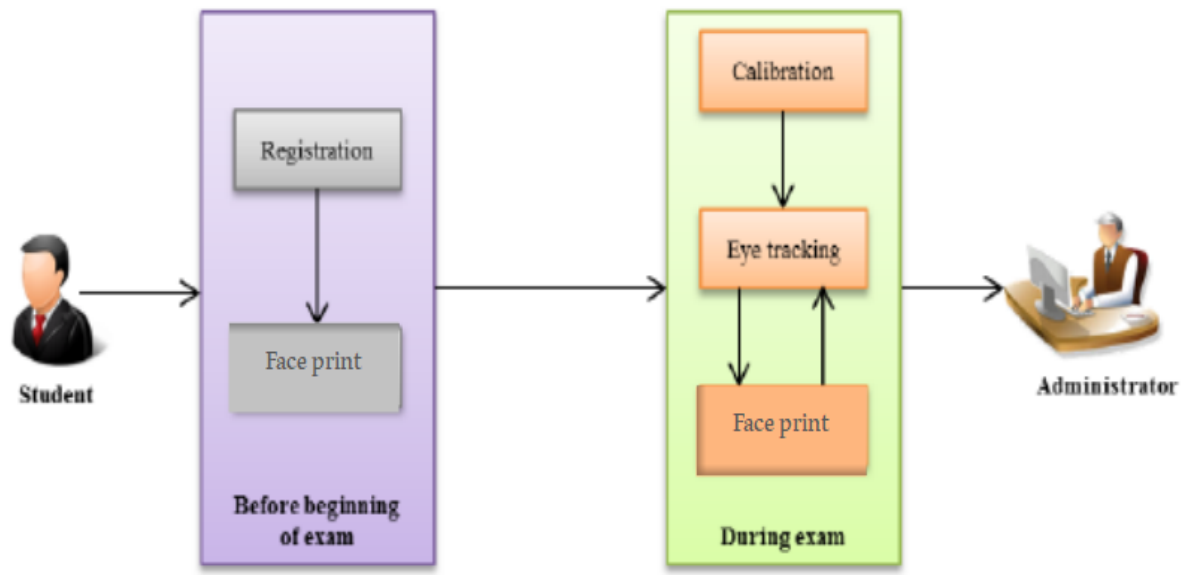 Student
Registration
Face print
Before beginning
of exam
Calibration
Eye tracking
Face print
During exam
Administrator